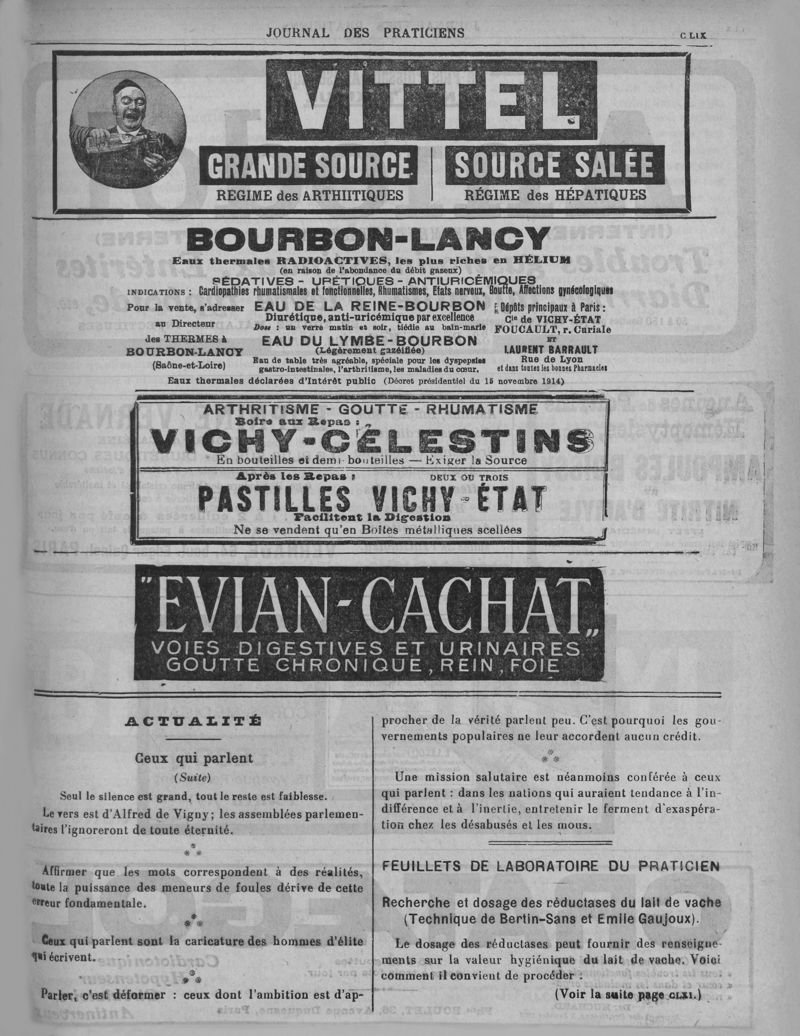 JOURNAL DES PRATICIENS
CLIX
VITTEL
GRANDE SOURCE
REGIME des ARTHITIQUES
SOURCE SALÉE
RÉGIME des HÉPATIQUES
BOURBON-LANCY
Eaux thermales RADIOACTIVES, les plus riches en HÉLIUM
(en raison de l'abondance du débit gazeux)
SÉDATIVES - URÉTIQUES - ANTIURICÉMIQUES
INDICATIONS : Cardiopathies rhumatismales et fonctionnelles, Rhumatismes, Etats nerveux, Goutte, Affections gynécologiques
Pour la vente, s'adresser
au Directeur
des THERMES à
BOURBON-LANCY
(Saône-et-Loire)
EAU DE LA REINE-BOURBON
Diurétique, anti-uricémique par excellence
Dose : un verre matin et soir, tiédie au bain-marie
EAU DU LYMBE-BOURBON
(Légèrement gazéifiée)
Eau de table très agréable, spéciale pour les dyspepsies
gastro-intestinales, l'arthritisme, les maladies du cœur.
Dépôts principaux à Paris :
Cie de VICHY-ÉTAT
FOUCAULT, r. Curiale
ET
LAURENT BARRAULT
Rue de Lyon
et dans toutes les bonnes Pharmacies
Eaux thermales déclarées d'Intérêt public (Décret présidentiel du 15 novembre 1914)
ARTHRITISME - GOUTTE - RHUMATISME
Boire aux Repas :
VICHY-CÉLESTINS
En bouteilles et demi-bouteilles — Exiger la Source
Après les Repas : DEUX OU TROIS
PASTILLES VICHY-ÉTAT
Facilitent la Digestion
Ne se vendent qu'en Boîtes métalliques scellées
"EVIAN-CACHAT„
VOIES DIGESTIVES ET URINAIRES
GOUTTE CHRONIQUE, REIN, FOIE
ACTUALITÉ
Ceux qui parlent
(Suite)
Seul le silence est grand, tout le reste est faiblesse.
Le vers est d'Alfred de Vigny; les assemblées parlemen-
taires l'ignoreront de toute éternité.
* * *
Affirmer que les mots correspondent à des réalités,
toute la puissance des meneurs de foules dérive de cette
erreur fondamentale.
* * *
Ceux qui parlent sont la caricature des hommes d'élite
qui écrivent.
* * *
Parler, c'est déformer : ceux dont l'ambition est d'ap-
procher de la vérité parlent peu. C'est pourquoi les gou-
vernements populaires ne leur accordent aucun crédit.
* * *
Une mission salutaire est néanmoins conférée à ceux
qui parlent : dans les nations qui auraient tendance à l'in-
différence et à l'inertie, entretenir le ferment d'exaspéra-
tion chez les désabusés et les mous.
FEUILLETS DE LABORATOIRE DU PRATICIEN
Recherche et dosage des réductases du lait de vache
(Technique de Bertin-Sans et Emile Gaujoux).
Le dosage des réductases peut fournir des renseigne-
ments sur la valeur hygiénique du lait de vache. Voici
comment il convient de procéder :
(Voir la suite page CLXI.)